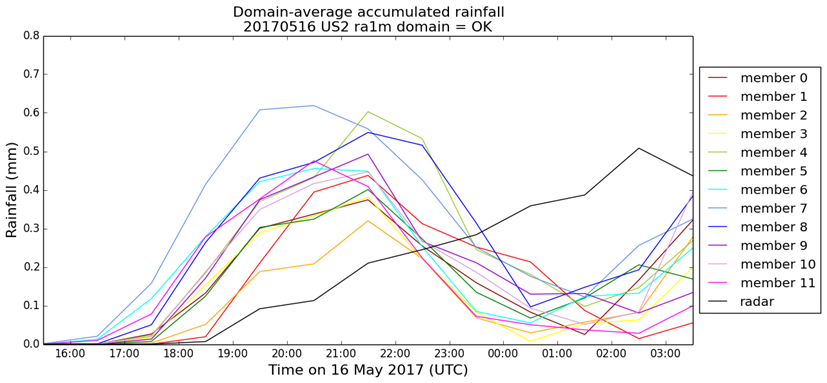 Domain-average accumulated rainfall
20170516 US2 ra1m domain = OK
Rainfall (mm)
0.8
0.7
0.6
0.5
0.4
0.3
0.2
0.1
0.0
16:00 17:00 18:00 19:00 20:00 21:00 22:00 23:00 00:00 01:00 02:00 03:00
Time on 16 May 2017 (UTC)
member 0
member 1
member 2
member 3
member 4
member 5
member 6
member 7
member 8
member 9
member 10
member 11
radar